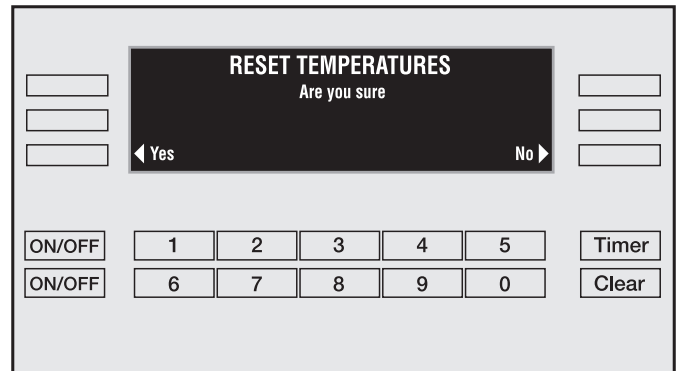 RESET TEMPERATURES
Are you sure
Yes No
ON/OFF 1 2 3 4 5 Timer
ON/OFF 6 7 8 9 0 Clear